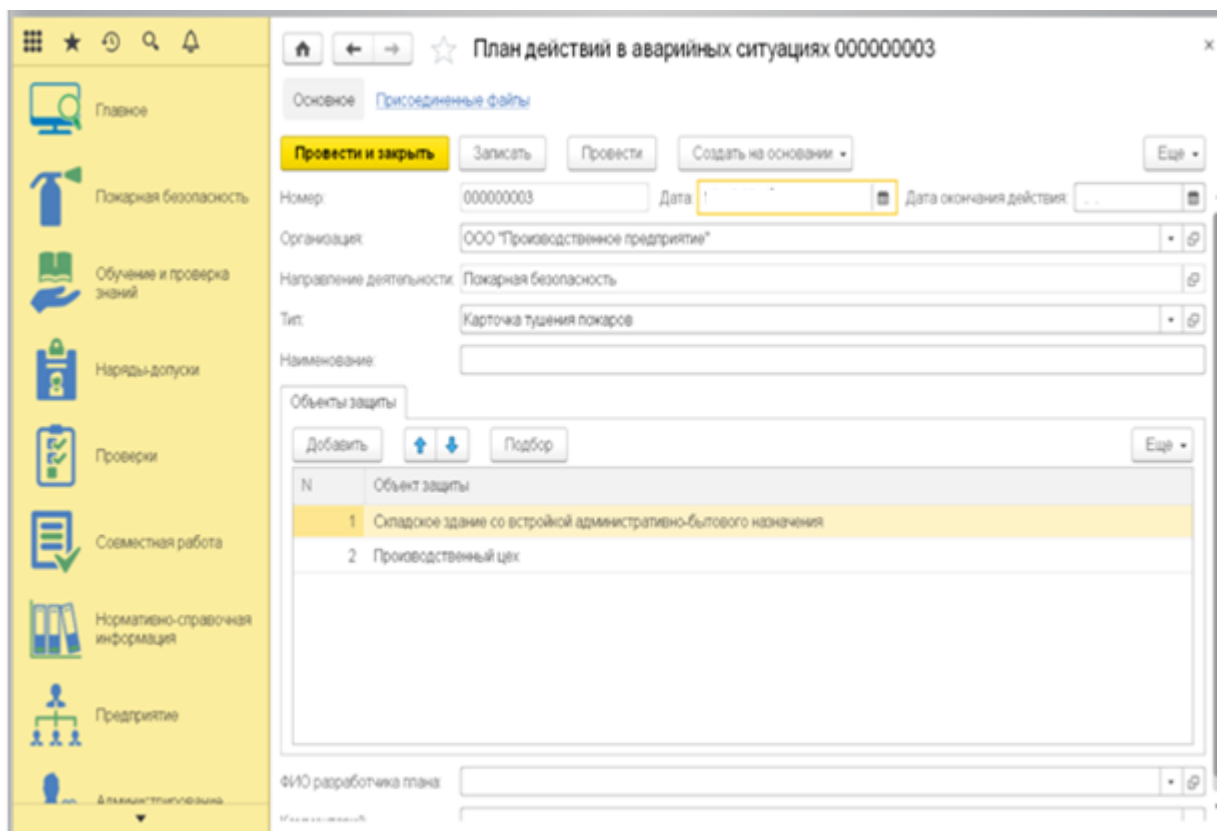 План действий в аварийных ситуациях 000000003
Основное Присоединенные файлы
Провести и закрыть Записать Провести Создать на основании Еще
Главное
Пожарная безопасность
Обучение и проверка
знаний
Наряды-допуски
Проверки
Совместная работа
Нормативно-справочная
информация
Предприятие
Администрирование
Номер: 000000003 Дата: Дата окончания действия:
Организация: ООО "Производственное предприятие"
Направление деятельности: Пожарная безопасность
Тип: Карточка тушения пожаров
Наименование:
Объекты защиты
Добавить Подбор Еще
N Объект защиты
1 Складское здание со встройкой административно-бытового назначения
2 Производственный цех
ФИО разработчика плана:
Комментарий: